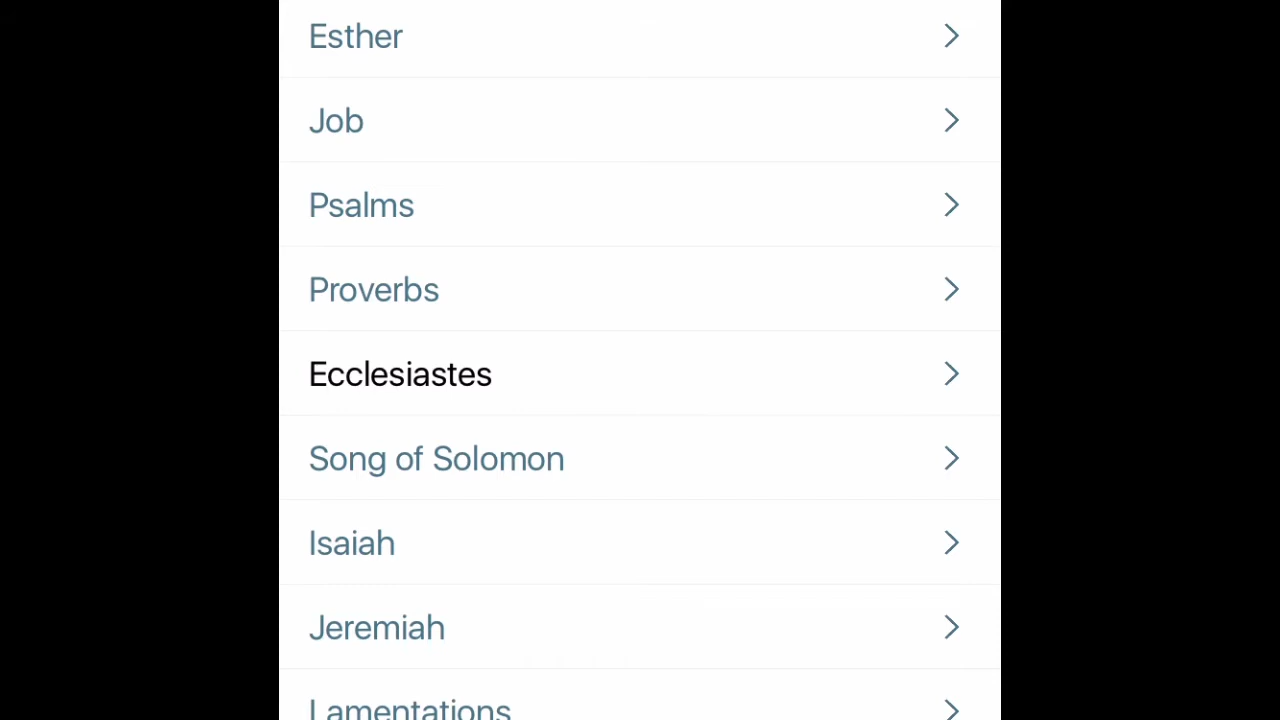 Esther
Job
Psalms
Proverbs
Ecclesiastes
Song of Solomon
Isaiah
Jeremiah
Lamentations